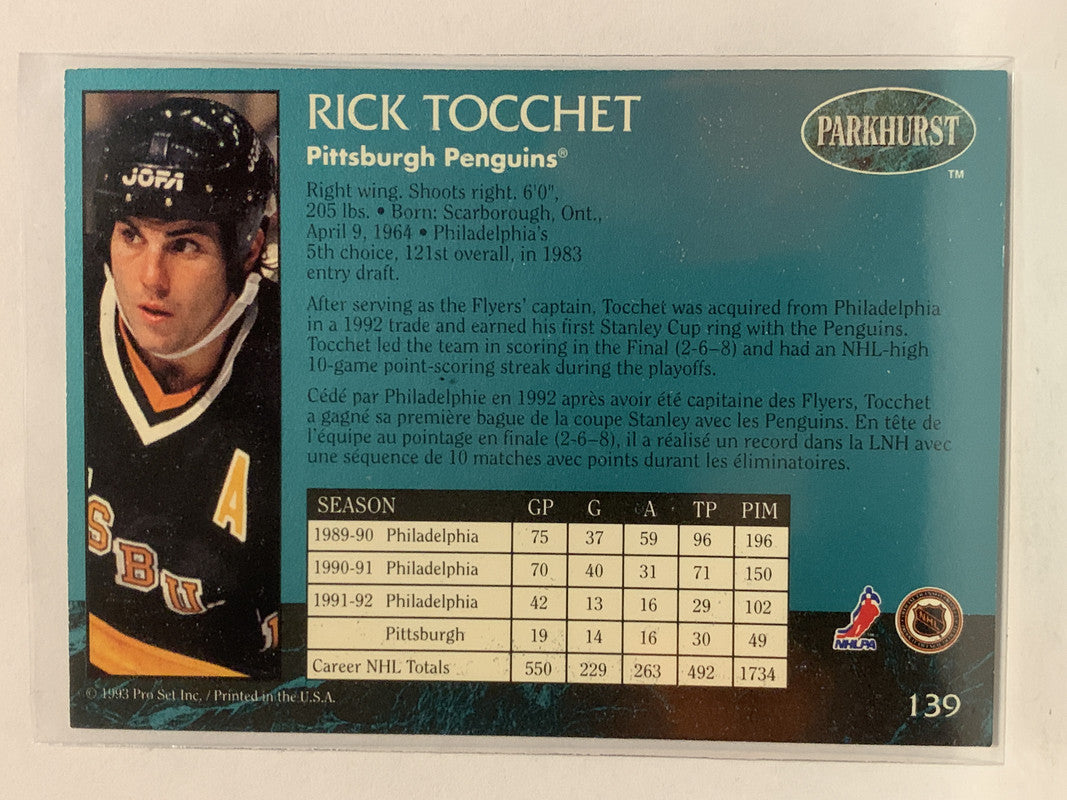 JOFA
A
SBU
RICK TOCCHET
PARKHURST
™
Pittsburgh Penguins®
Right wing. Shoots right. 6'0",
205 lbs. • Born: Scarborough, Ont.,
April 9, 1964 • Philadelphia's
5th choice, 121st overall, in 1983
entry draft.
After serving as the Flyers' captain, Tocchet was acquired from Philadelphia
in a 1992 trade and earned his first Stanley Cup ring with the Penguins.
Tocchet led the team in scoring in the Final (2-6–8) and had an NHL-high
10-game point-scoring streak during the playoffs.
Cédé par Philadelphie en 1992 après avoir été capitaine des Flyers, Tocchet
a gagné sa première bague de la coupe Stanley avec les Penguins. En tête de
l'équipe au pointage en finale (2-6–8), il a réalisé un record dans la LNH avec
une séquence de 10 matches avec points durant les éliminatoires.
SEASON GP G A TP PIM
1989-90 Philadelphia 75 37 59 96 196
1990-91 Philadelphia 70 40 31 71 150
1991-92 Philadelphia 42 13 16 29 102
Pittsburgh 19 14 16 30 49
Career NHL Totals 550 229 263 492 1734
NHLPA
NHL
© 1993 Pro Set Inc. / Printed in the U.S.A.
139